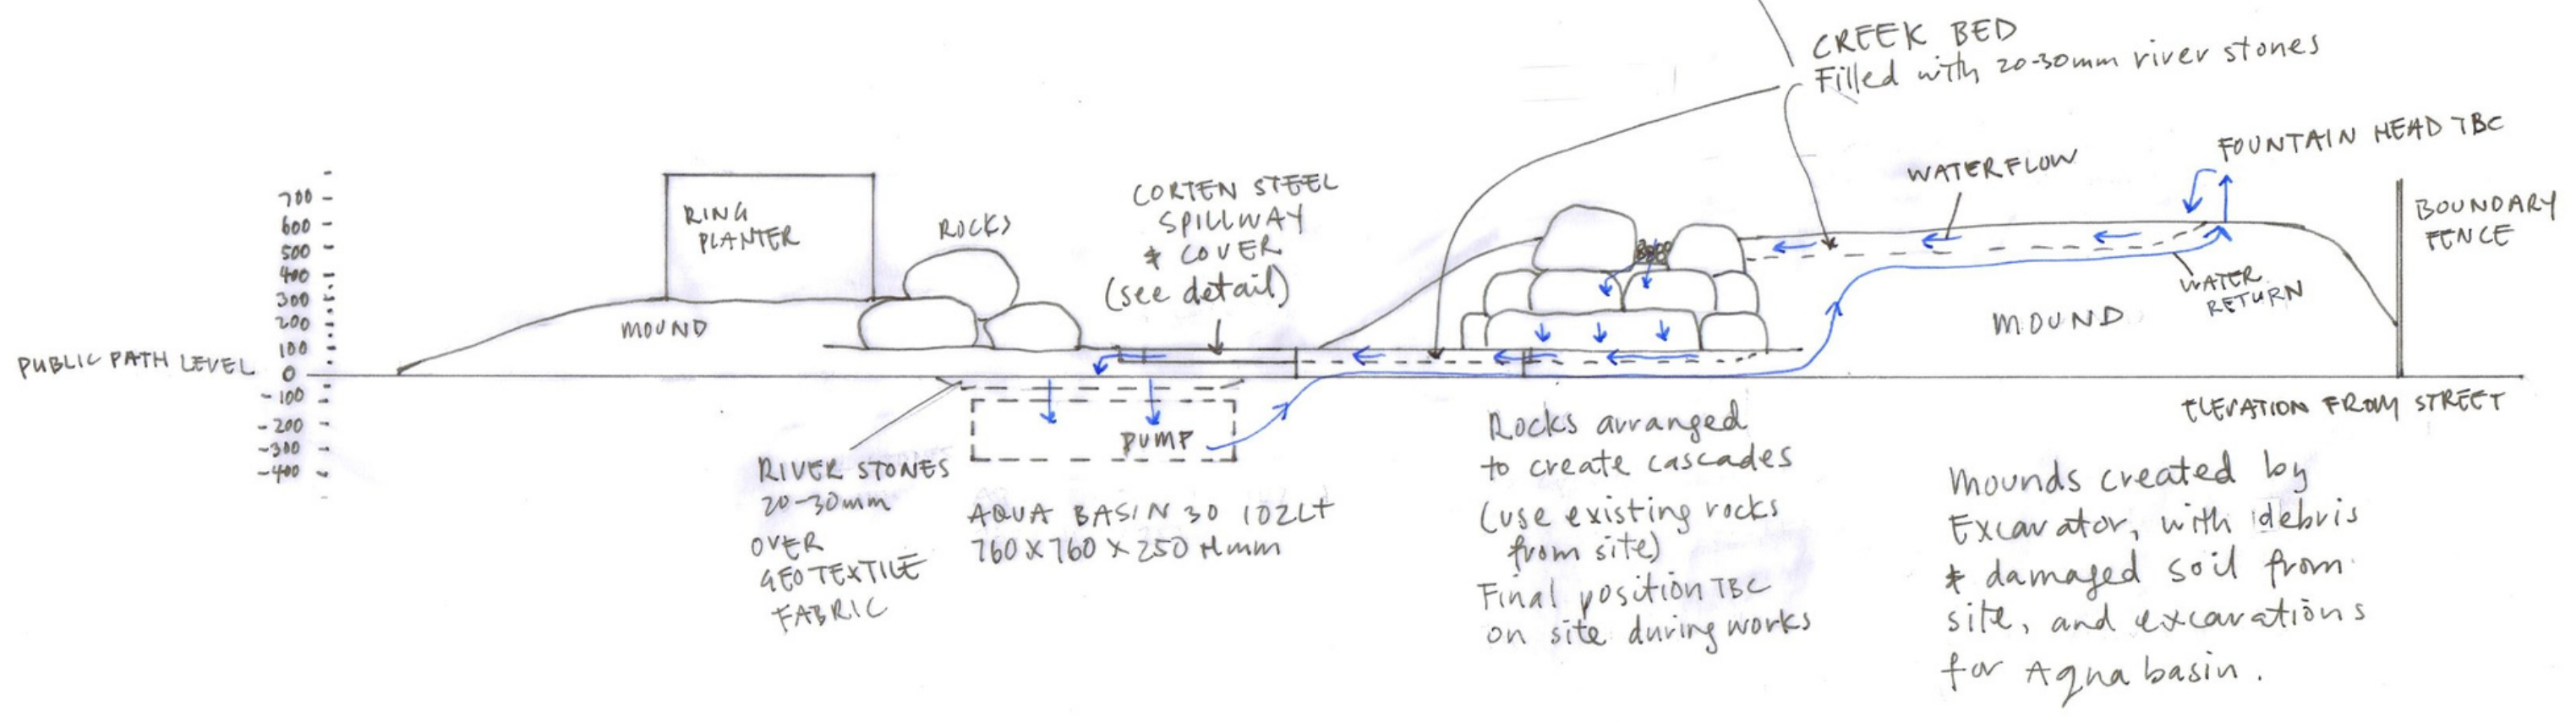 CREEK BED
Filled with 20-30mm river stones
FOUNTAIN HEAD TBC
WATERFLOW
BOUNDARY
FENCE
CORTEN STEEL
SPILLWAY
& COVER
(see detail)
RING
PLANTER
ROCKS
700
600
500
400
300
200
100
0
-100
-200
-300
-400
PUBLIC PATH LEVEL
MOUND
WATER
RETURN
MOUND
PUMP
ELEVATION FROM STREET
RIVER STONES
20-30mm
OVER
GEOTEXTILE
FABRIC
AQUA BASIN 30 102Lt
760 X 760 X 250 Hmm
Rocks arranged
to create cascades
(use existing rocks
from site)
Final position TBC
on site during works
Mounds created by
Excavator, with debris
& damaged soil from
site, and excavations
for Aqua basin.